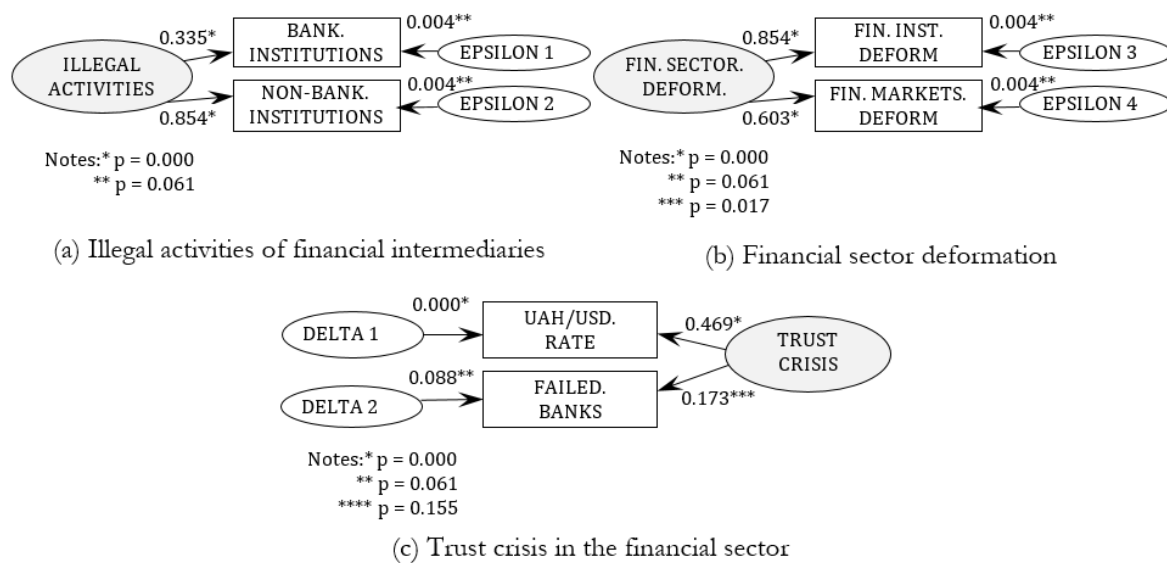 0.335*
BANK.
INSTITUTIONS
0.004**
EPSILON 1
ILLEGAL
ACTIVITIES
0.854*
NON-BANK.
INSTITUTIONS
0.004**
EPSILON 2
Notes:* p = 0.000
** p = 0.061
(a) Illegal activities of financial intermediaries
0.854*
FIN. INST.
DEFORM
0.004**
EPSILON 3
FIN. SECTOR.
DEFORM.
0.603*
FIN. MARKETS.
DEFORM
0.004**
EPSILON 4
Notes:* p = 0.000
** p = 0.061
*** p = 0.017
(b) Financial sector deformation
0.000*
DELTA 1
UAH/USD.
RATE
0.469*
TRUST
CRISIS
0.088**
DELTA 2
FAILED.
BANKS
0.173***
Notes:* p = 0.000
** p = 0.061
**** p = 0.155
(c) Trust crisis in the financial sector